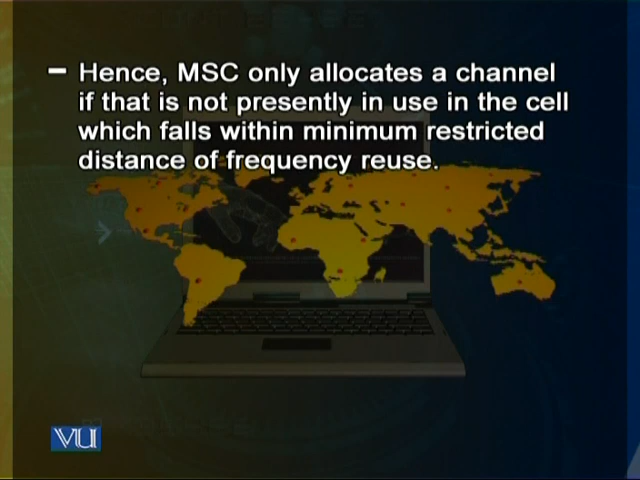 – Hence, MSC only allocates a channel
if that is not presently in use in the cell
which falls within minimum restricted
distance of frequency reuse.
VU